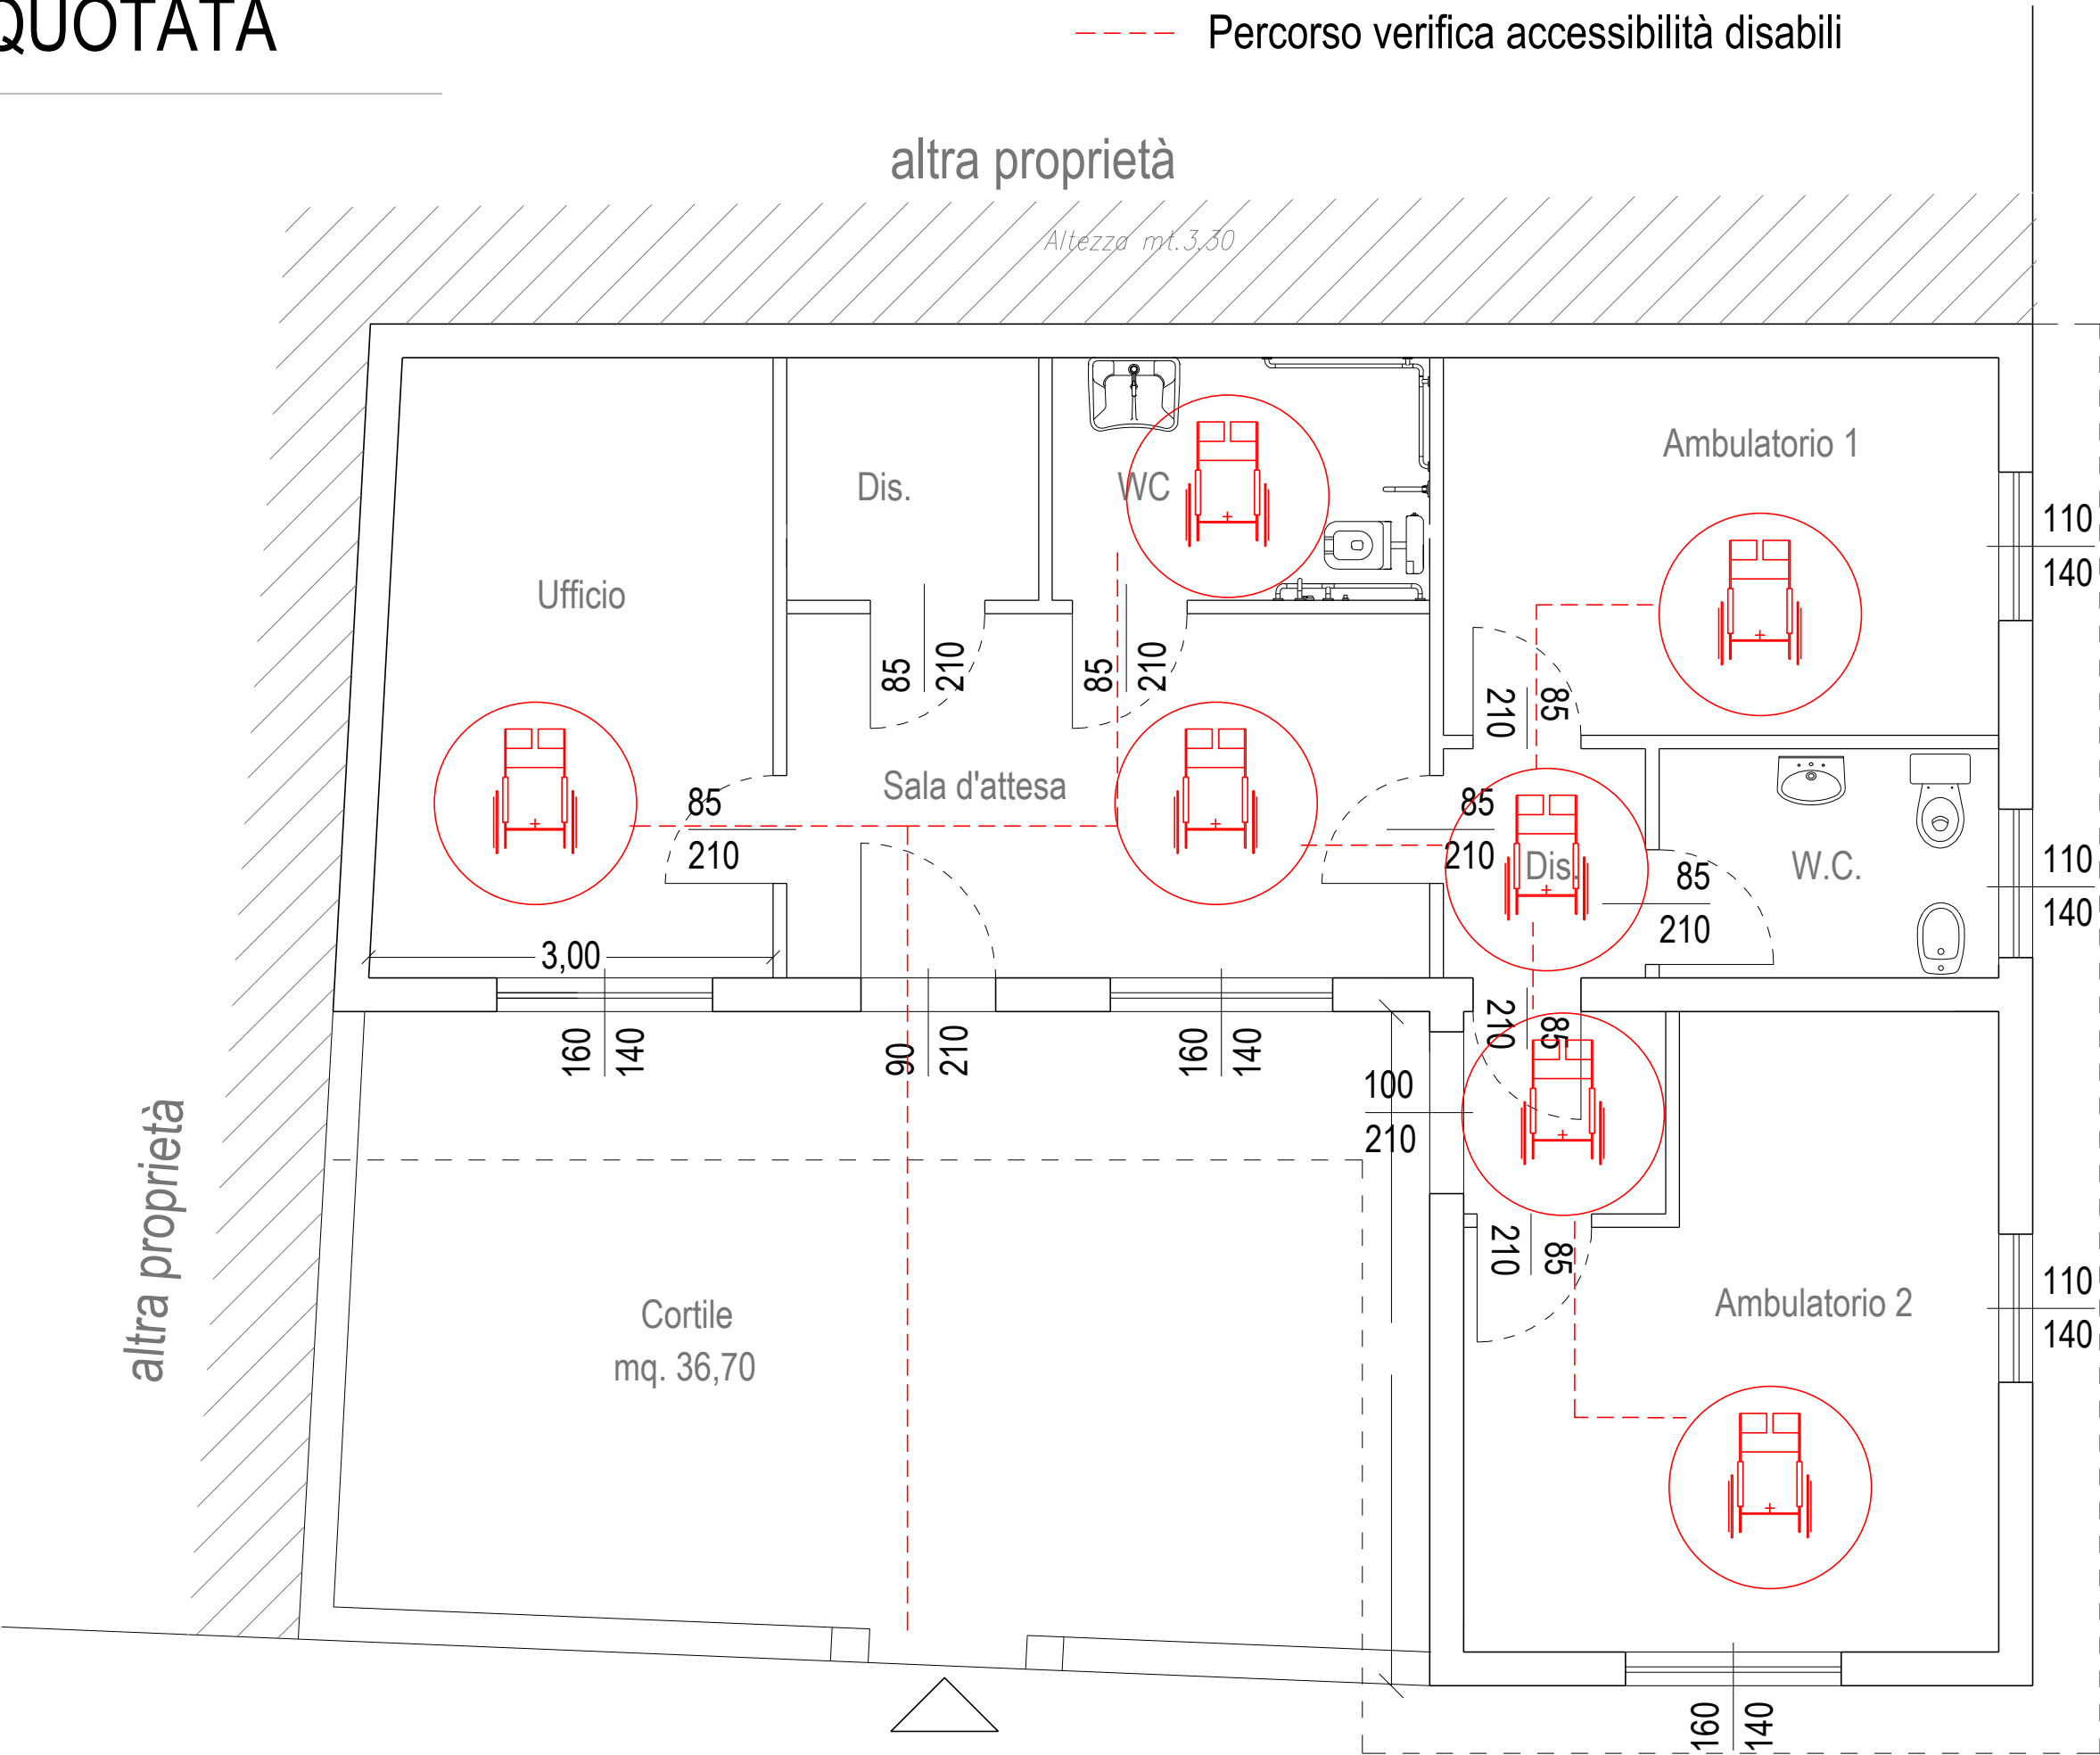 QUOTATA
Percorso verifica accessibilità disabili
altra proprietà
Altezza mt.3,30
Ambulatorio 1
Dis.
WC
110
140
Ufficio
85
210
85
210
210
85
Sala d'attesa
85
210
85
210
Dis.
W.C.
85
210
110
140
3,00
160
140
90
210
160
140
210
85
100
210
altra proprietà
210
85
Ambulatorio 2
110
140
Cortile
mq. 36,70
160
140